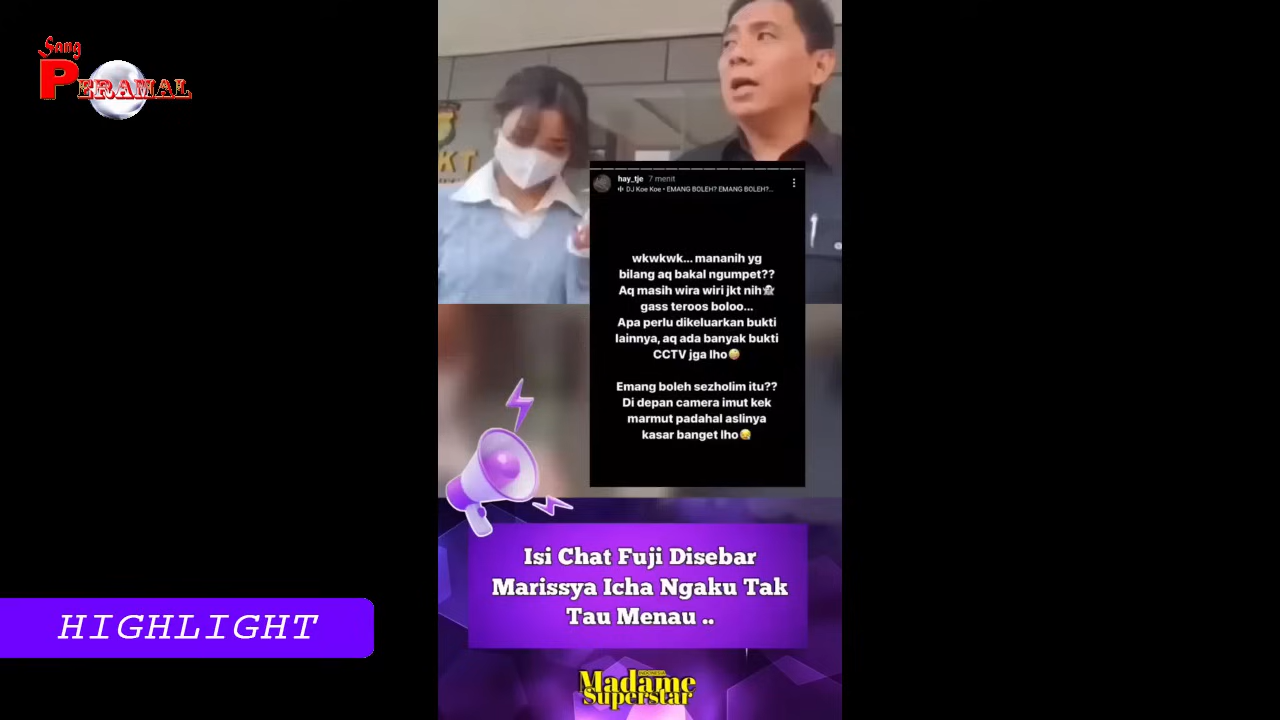 Sang
PERAMAL
KT
hay_tje 7 menit
DJ Koe Koe • EMANG BOLEH? EMANG BOLEH?...
wkwkwk... mananih yg
bilang aq bakal ngumpet??
Aq masih wira wiri jkt nih
gass teroos boloo...
Apa perlu dikeluarkan bukti
lainnya, aq ada banyak bukti
CCTV jga lho🤪
Emang boleh sezholim itu??
Di depan camera imut kek
marmut padahal aslinya
kasar banget lho
Isi Chat Fuji Disebar
Marissya Icha Ngaku Tak
Tau Menau ..
HIGHLIGHT
INDONESIA
Madame
Superstar